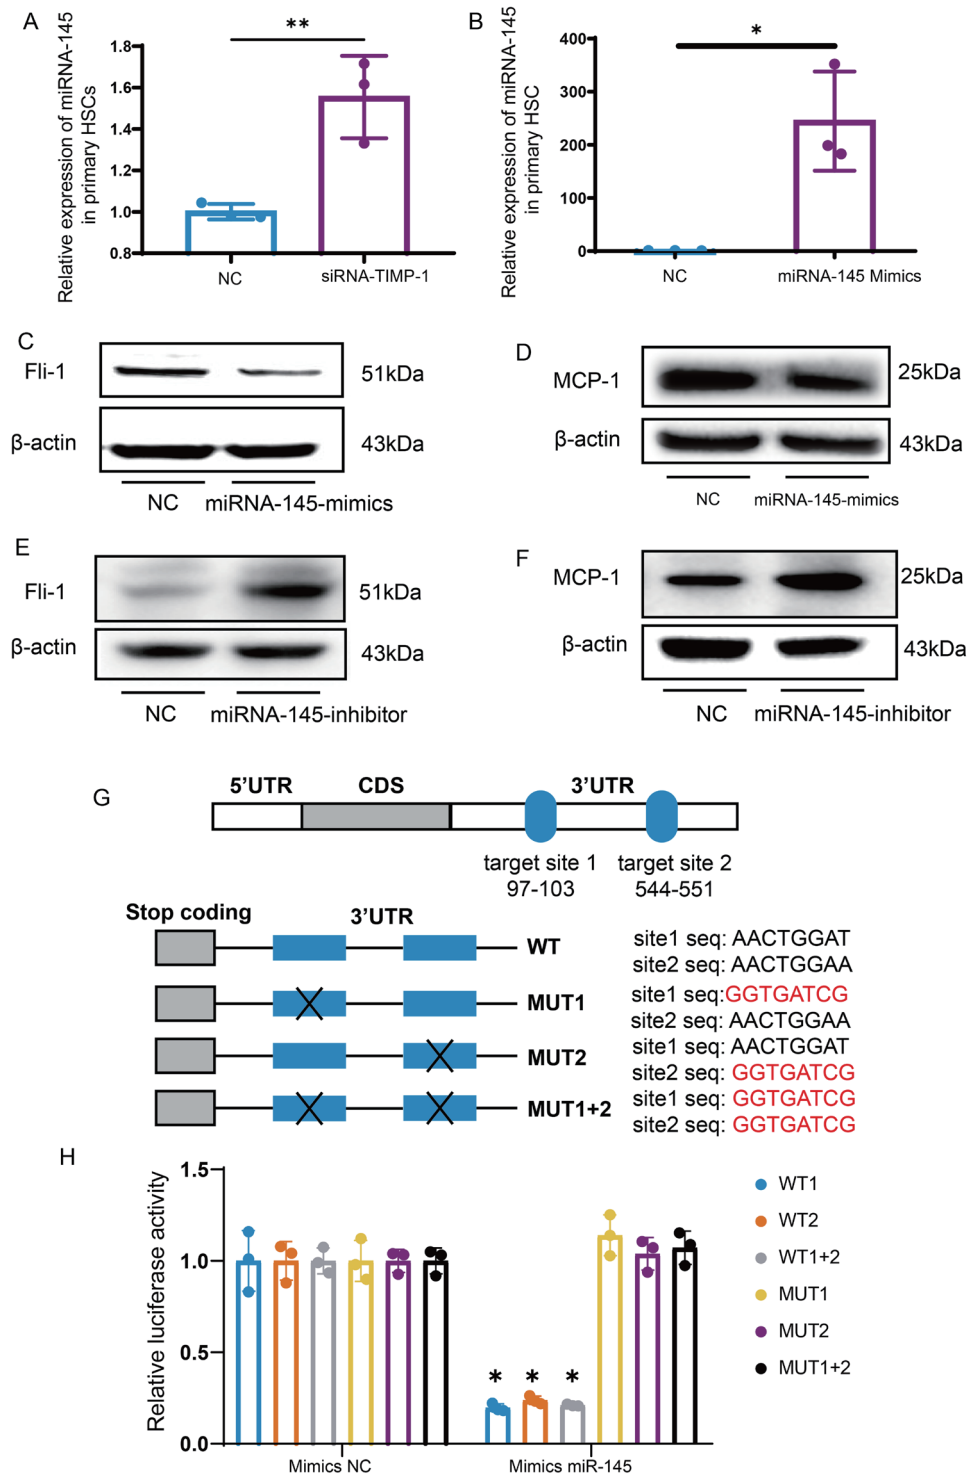 A
Relative expression of miRNA-145
in primary HSCs
1.8
1.6
1.4
1.2
1.0
0.8
**
NC
siRNA-TIMP-1
B
Relative expression of miRNA-145
in primary HSC
400
300
200
100
0
*
NC
miRNA-145 Mimics
C
Fli-1
51kDa
β-actin
43kDa
NC
miRNA-145-mimics
D
MCP-1
25kDa
β-actin
43kDa
NC
miRNA-145-mimics
E
Fli-1
51kDa
β-actin
43kDa
NC
miRNA-145-inhibitor
F
MCP-1
25kDa
β-actin
43kDa
NC
miRNA-145-inhibitor
G
5'UTR
CDS
3'UTR
target site 1
97-103
target site 2
544-551
Stop coding
3'UTR
WT
site1 seq: AACTGGAT
site2 seq: AACTGGAA
MUT1
site1 seq:GGTGATCG
site2 seq: AACTGGAA
MUT2
site1 seq: AACTGGAT
site2 seq: GGTGATCG
MUT1+2
site1 seq: GGTGATCG
site2 seq: GGTGATCG
H
Relative luciferase activity
1.5
1.0
0.5
0.0
* * *
Mimics NC
Mimics miR-145
WT1
WT2
WT1+2
MUT1
MUT2
MUT1+2